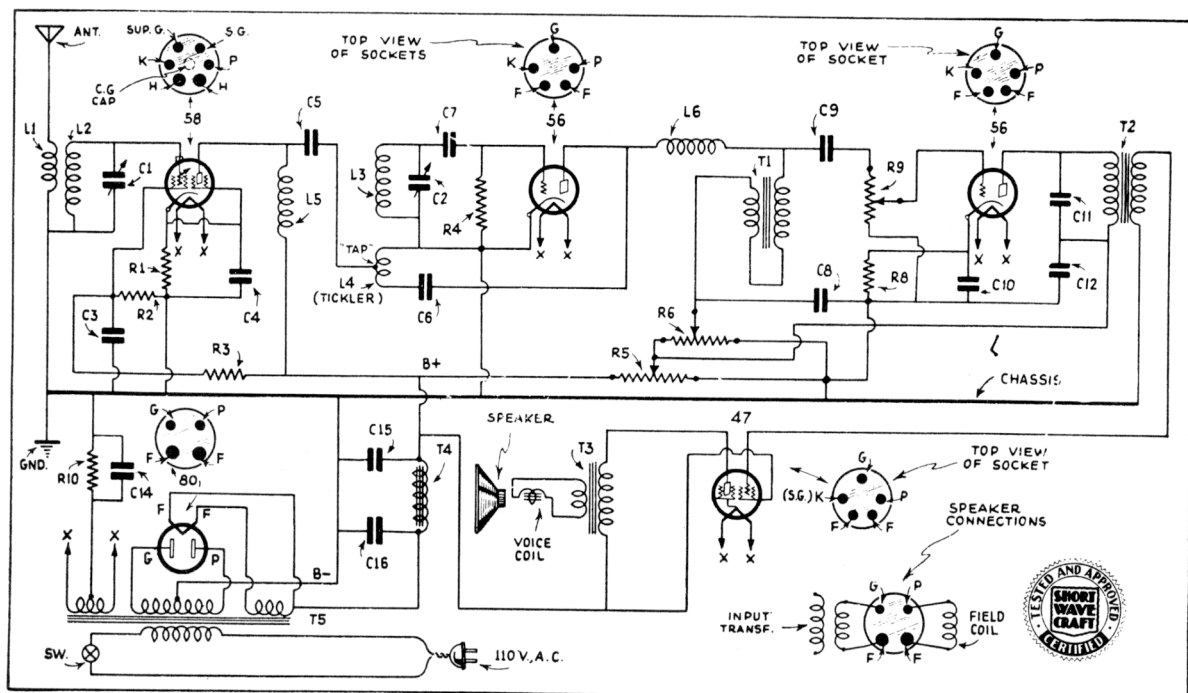 ANT.
SUP. G.
S.G.
K
P
C.G.
CAP
H
H
58
TOP VIEW
OF SOCKETS
G
K
P
F
F
56
TOP VIEW
OF SOCKET
G
K
P
F
F
56
L1
L2
C1
C5
L5
L3
C7
C2
R4
L6
T1
C9
R9
T2
C11
C12
X
X
X
X
X
X
R1
R2
C3
C4
R3
"TAP"
L4
(TICKLER)
C6
C8
R8
C10
R6
R5
B+
CHASSIS
GND.
R10
C14
G
P
F
F
80
F
F
G
P
X
X
C15
T4
C16
B-
T5
SW.
110 V., A.C.
SPEAKER
T3
VOICE
COIL
47
X
X
TOP VIEW
OF SOCKET
G
(S.G.) K
P
F
F
SPEAKER
CONNECTIONS
G
P
INPUT
TRANSF.
FIELD
COIL
F
F
TESTED AND APPROVED
SHORT
WAVE
CRAFT
CERTIFIED